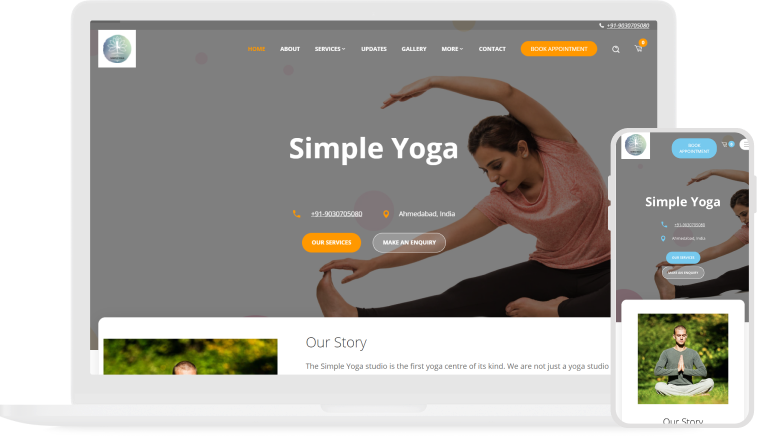 +91-9030705080
HOME ABOUT SERVICES UPDATES GALLERY MORE CONTACT BOOK APPOINTMENT 0
Simple Yoga
+91-9030705080 Ahmedabad, India
OUR SERVICES MAKE AN ENQUIRY
Our Story
The Simple Yoga studio is the first yoga centre of its kind. We are not just a yoga studio
BOOK
APPOINTMENT
Simple Yoga
+91-9030705080
Ahmedabad, India
OUR SERVICES
MAKE AN ENQUIRY
Our Story